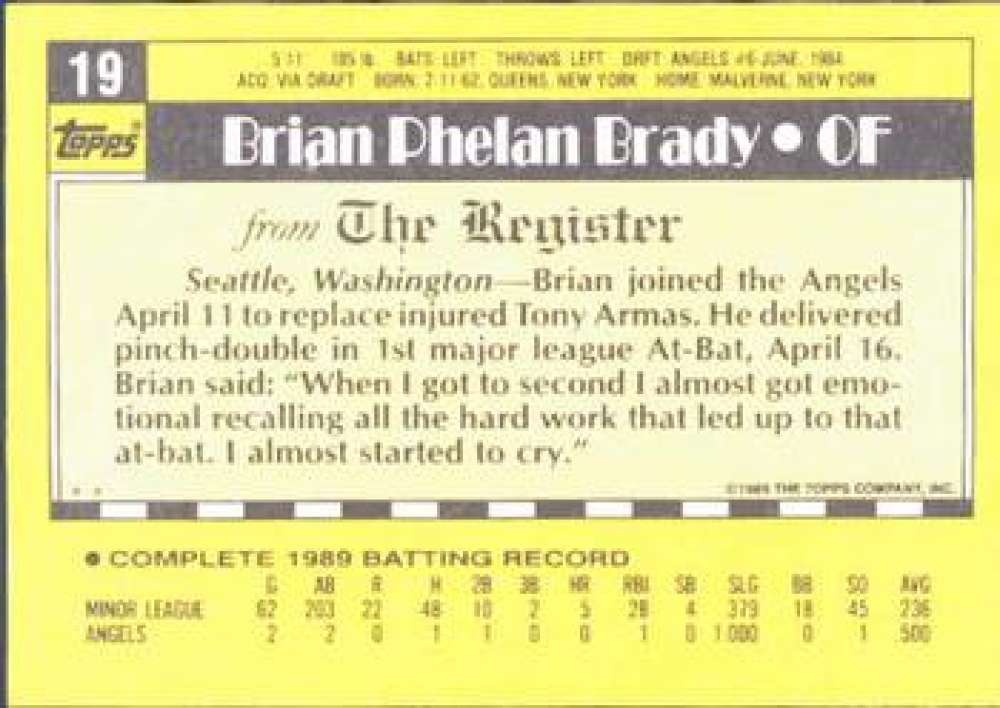 19
5 11 185 lb. BATS: LEFT THROWS: LEFT DRFT: ANGELS #6-JUNE, 1984
ACQ: VIA DRAFT BORN: 7-11-62, QUEENS, NEW YORK HOME: MALVERNE, NEW YORK
Topps
Brian Phelan Brady • OF
from The Register
Seattle, Washington—Brian joined the Angels
April 11 to replace injured Tony Armas. He delivered
pinch-double in 1st major league At-Bat, April 16.
Brian said: “When I got to second I almost got emo-
tional recalling all the hard work that led up to that
at-bat. I almost started to cry.”
* *
©1989 THE TOPPS COMPANY, INC.
• COMPLETE 1989 BATTING RECORD
G AB R H 2B 3B HR RBI SB SLG BB SO AVG
MINOR LEAGUE 62 203 22 48 10 2 5 28 4 .379 18 45 .236
ANGELS 2 2 0 1 1 0 0 1 0 1.000 0 1 .500